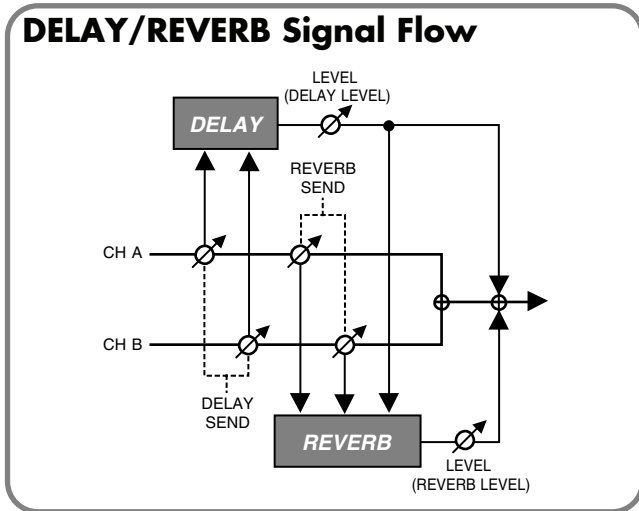 DELAY/REVERB Signal Flow
LEVEL
(DELAY LEVEL)
DELAY
REVERB
SEND
CH A
CH B
DELAY
SEND
REVERB
LEVEL
(REVERB LEVEL)